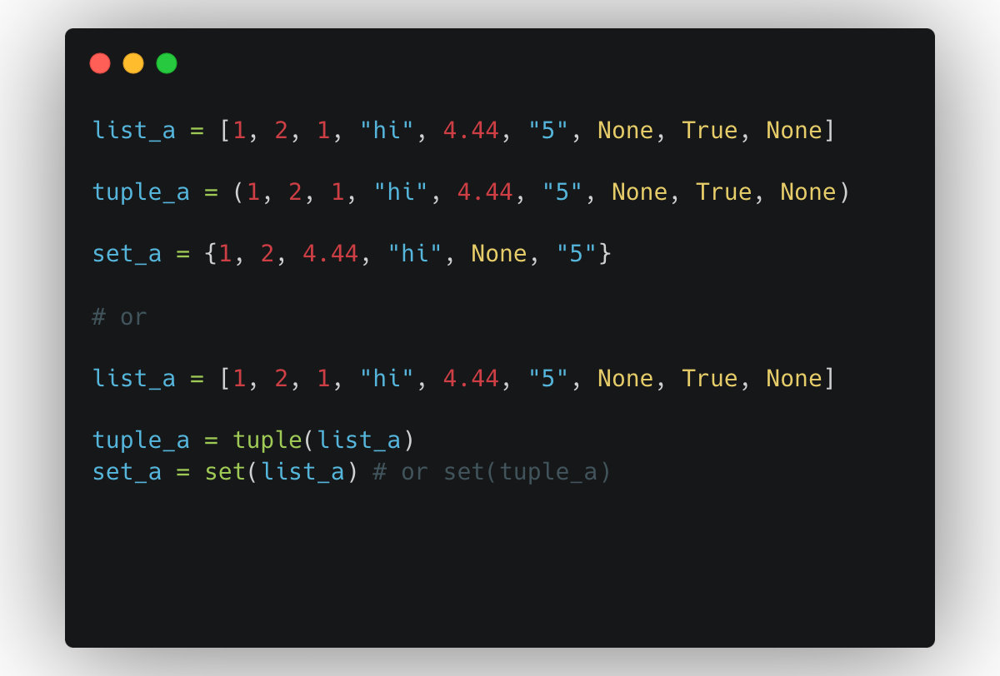 list_a = [1, 2, 1, "hi", 4.44, "5", None, True, None]
tuple_a = (1, 2, 1, "hi", 4.44, "5", None, True, None)
set_a = {1, 2, 4.44, "hi", None, "5"}
# or
list_a = [1, 2, 1, "hi", 4.44, "5", None, True, None]
tuple_a = tuple(list_a)
set_a = set(list_a) # or set(tuple_a)